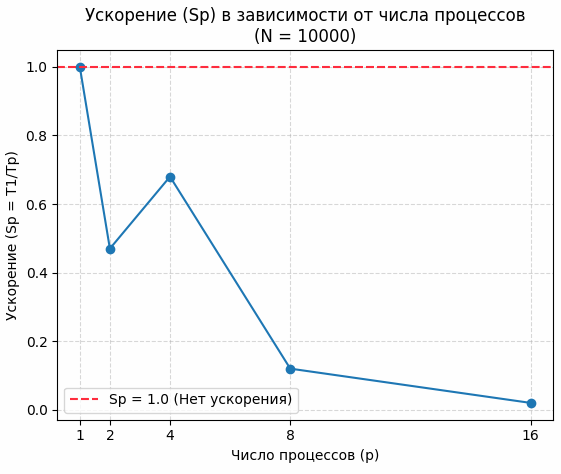 Ускорение (Sp) в зависимости от числа процессов
(N = 10000)
Ускорение (Sp = T1/Tp)
1.0
0.8
0.6
0.4
0.2
0.0
Sp = 1.0 (Нет ускорения)
1 2 4 8 16
Число процессов (p)